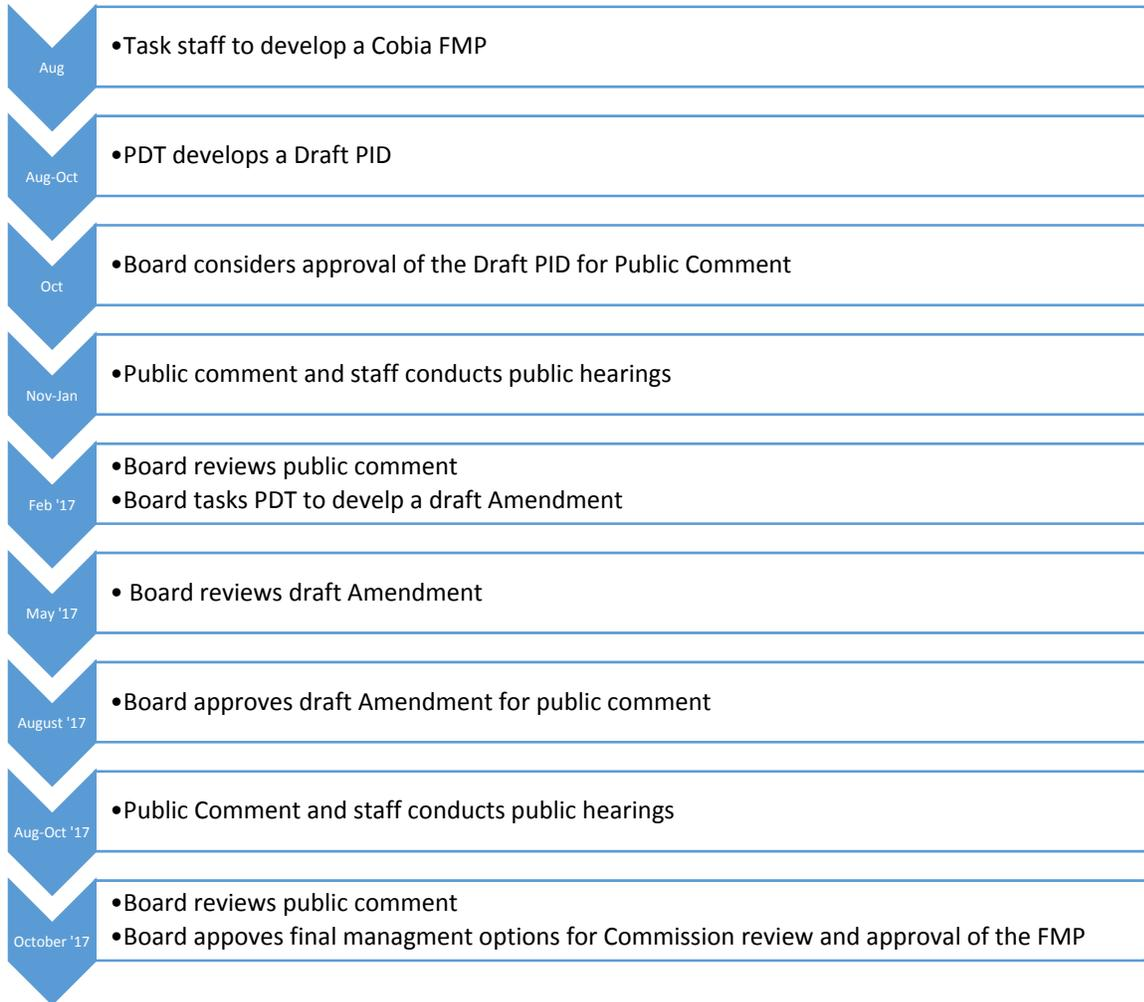 Aug
•Task staff to develop a Cobia FMP
Aug-Oct
•PDT develops a Draft PID
Oct
•Board considers approval of the Draft PID for Public Comment
Nov-Jan
•Public comment and staff conducts public hearings
Feb '17
•Board reviews public comment
•Board tasks PDT to develp a draft Amendment
May '17
• Board reviews draft Amendment
August '17
•Board approves draft Amendment for public comment
Aug-Oct '17
•Public Comment and staff conducts public hearings
October '17
•Board reviews public comment
•Board appoves final managment options for Commission review and approval of the FMP